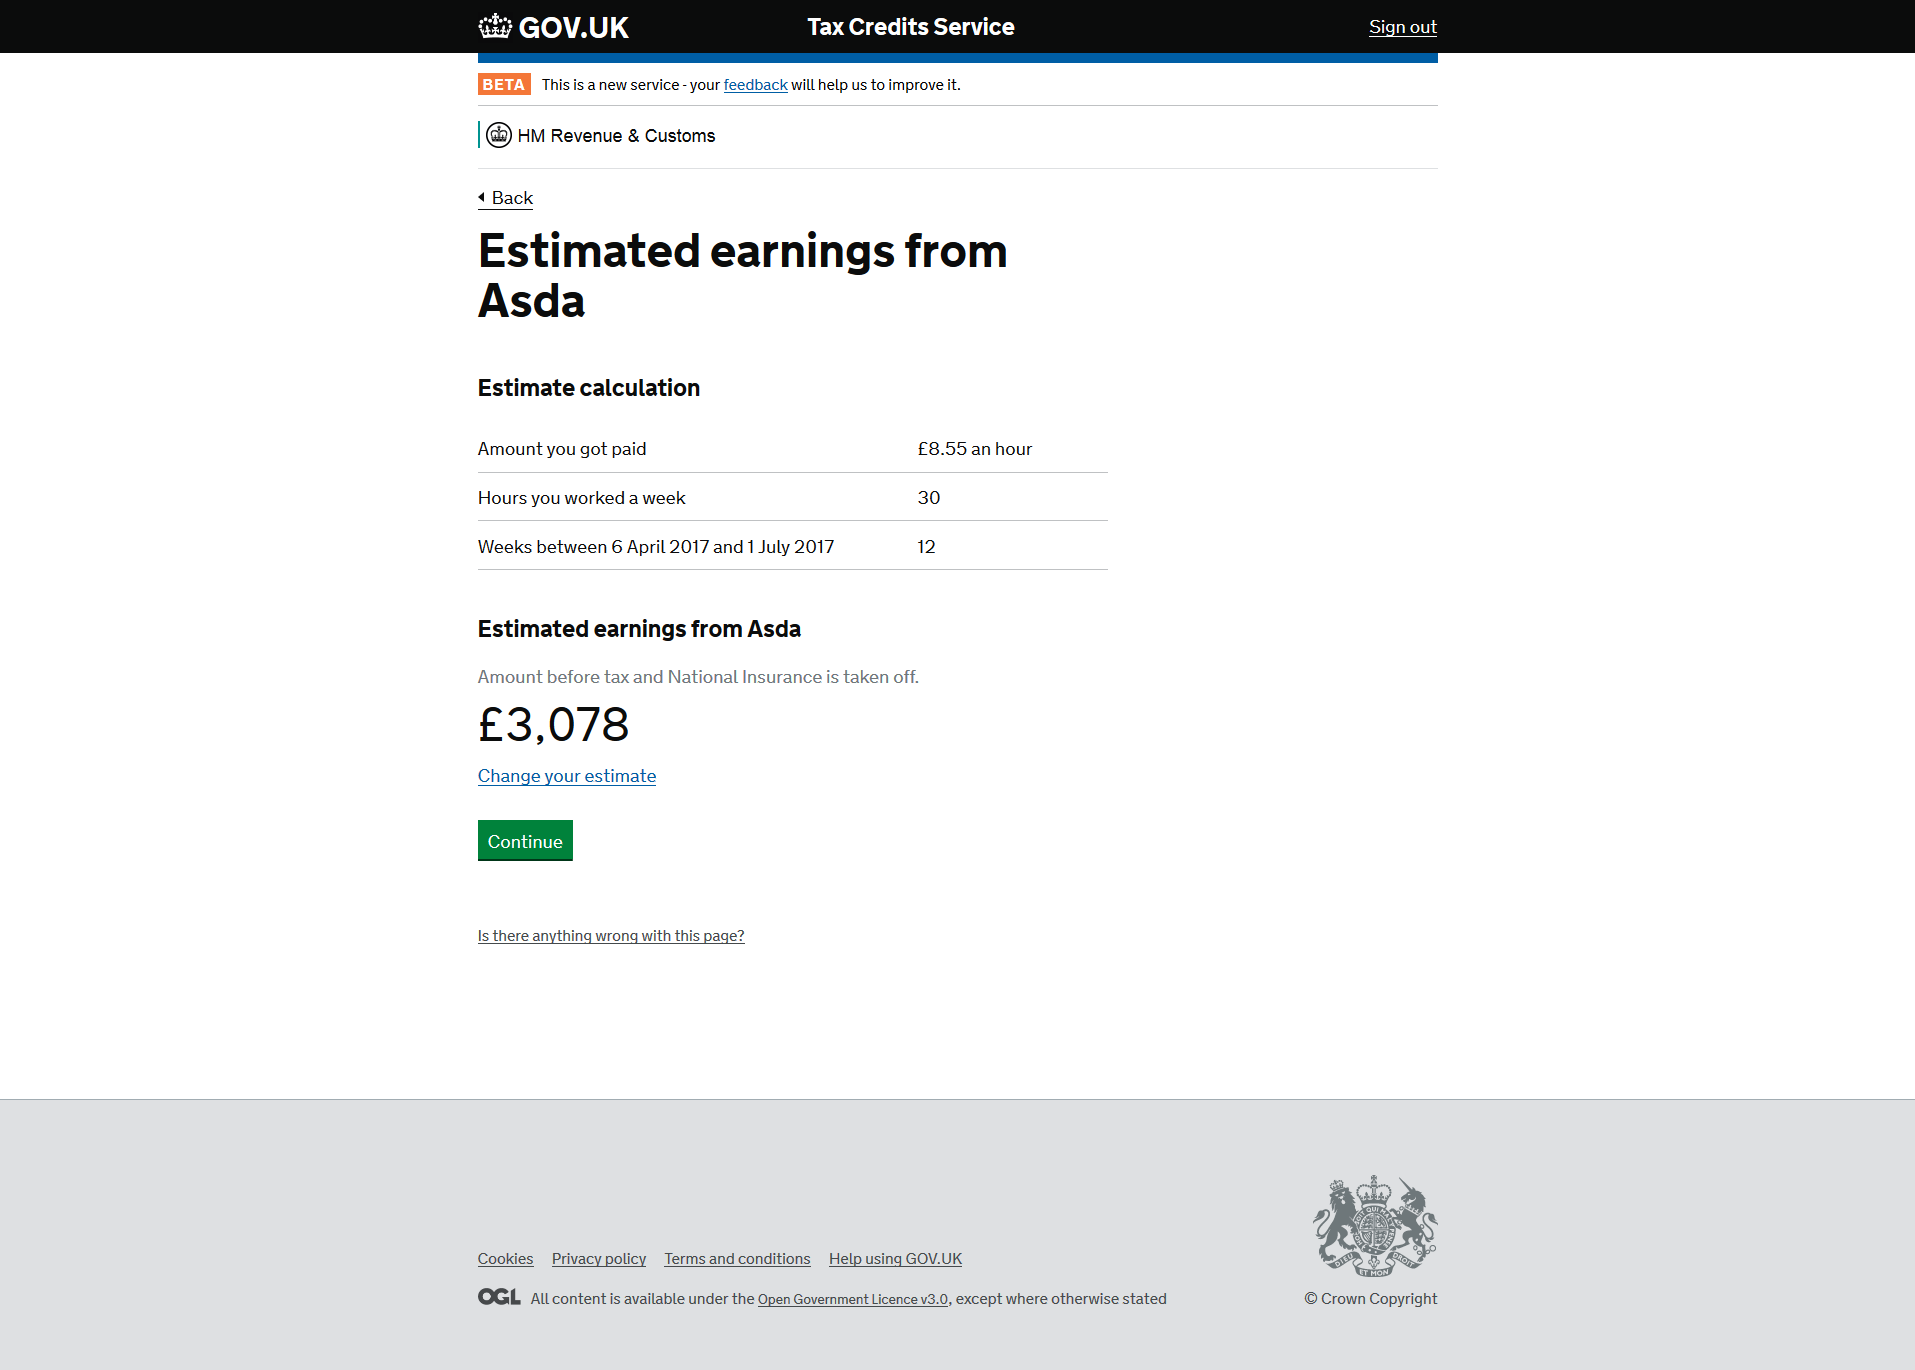 GOV.UK
Tax Credits Service
Sign out
BETA This is a new service - your feedback will help us to improve it.
HM Revenue & Customs
Back
Estimated earnings from
Asda
Estimate calculation
Amount you got paid £8.55 an hour
Hours you worked a week 30
Weeks between 6 April 2017 and 1 July 2017 12
Estimated earnings from Asda
Amount before tax and National Insurance is taken off.
£3,078
Change your estimate
Continue
Is there anything wrong with this page?
Cookies Privacy policy Terms and conditions Help using GOV.UK
OGL All content is available under the Open Government Licence v3.0, except where otherwise stated
© Crown Copyright